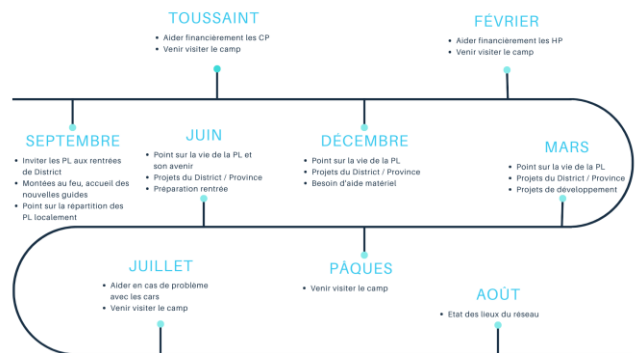 TOUSSAINT
• Aider financièrement les CP
• Venir visiter le camp
FÉVRIER
• Aider financièrement les HP
• Venir visiter le camp
SEPTEMBRE
• Inviter les PL aux rentrées
de District
• Montées au feu, accueil des
nouvelles guides
• Point sur la répartition des
PL localement
JUIN
• Point sur la vie de la PL et
son avenir
• Projets du District / Province
• Préparation rentrée
DÉCEMBRE
• Point sur la vie de la PL
• Projets du District / Province
• Besoin d'aide matériel
MARS
• Point sur la vie de la PL
• Projets du District / Province
• Projets de développement
JUILLET
• Aider en cas de problème
avec les cars
• Venir visiter le camp
PÂQUES
• Venir visiter le camp
AOÛT
• Etat des lieux du réseau